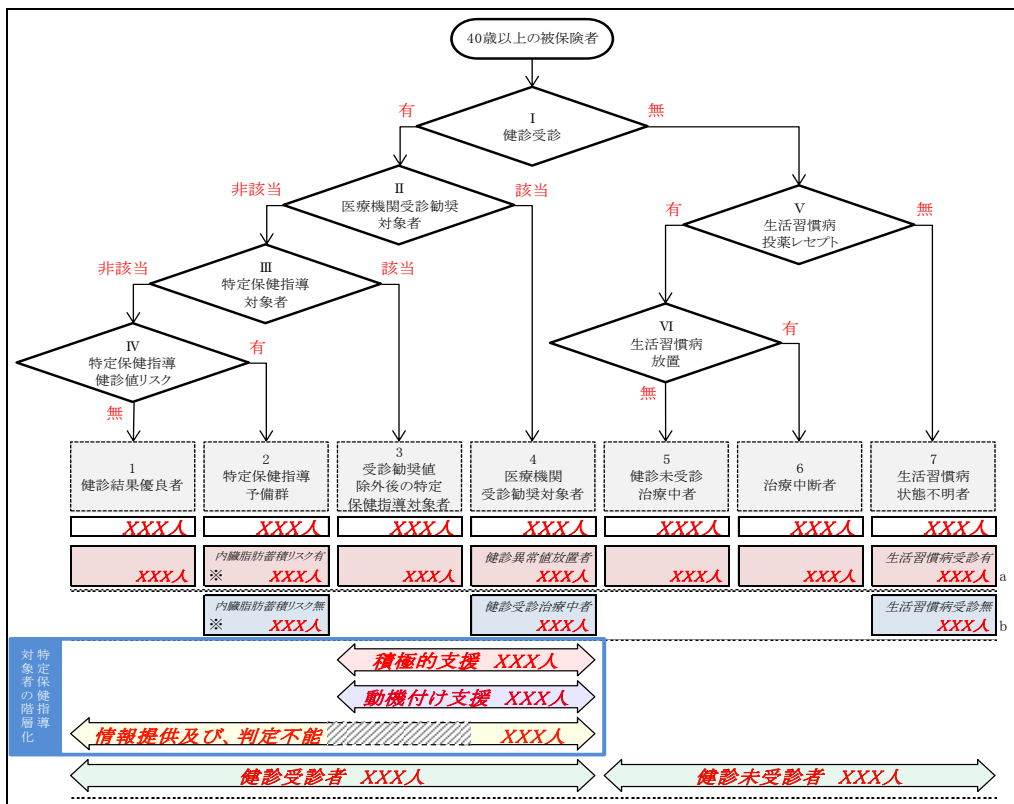 40歳以上の被保険者
Ⅰ
健診受診
有
無
Ⅱ
医療機関受診勧奨
対象者
非該当
該当
Ⅴ
生活習慣病
投薬レセプト
有
無
Ⅲ
特定保健指導
対象者
非該当
該当
Ⅵ
生活習慣病
放置
有
無
Ⅳ
特定保健指導
健診値リスク
有
無
1
健診結果優良者
2
特定保健指導
予備群
3
受診勧奨値
除外後の特定
保健指導対象者
4
医療機関
受診勧奨対象者
5
健診未受診
治療中者
6
治療中断者
7
生活習慣病
状態不明者
XXX人
XXX人
XXX人
XXX人
XXX人
XXX人
XXX人
XXX人
内臓脂肪蓄積リスク有
※ XXX人
XXX人
健診異常値放置者
XXX人
XXX人
XXX人
生活習慣病受診有
XXX人
a
内臓脂肪蓄積リスク無
※ XXX人
健診受診治療中者
XXX人
生活習慣病受診無
XXX人
b
特定保健指導
対象者の階層化
積極的支援 XXX人
動機付け支援 XXX人
情報提供及び、判定不能 XXX人
健診受診者 XXX人
健診未受診者 XXX人